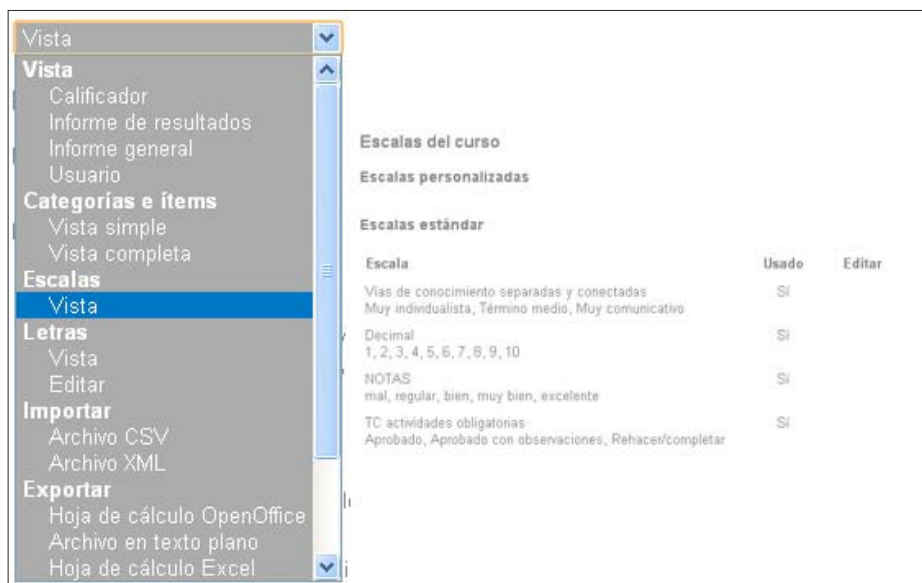 Vista
Vista
Calificador
Informe de resultados
Informe general
Usuario
Categorías e ítems
Vista simple
Vista completa
Escalas
Vista
Letras
Vista
Editar
Importar
Archivo CSV
Archivo XML
Exportar
Hoja de cálculo OpenOffice
Archivo en texto plano
Hoja de cálculo Excel
Escalas del curso
Escalas personalizadas
Escalas estándar
Escala Usado Editar
Vías de conocimiento separadas y conectadas Sí
Muy individualista, Término medio, Muy comunicativo
Decimal Sí
1, 2, 3, 4, 5, 6, 7, 8, 9, 10
NOTAS Sí
mal, regular, bien, muy bien, excelente
TC actividades obligatorias Sí
Aprobado, Aprobado con observaciones, Rehacer/completar